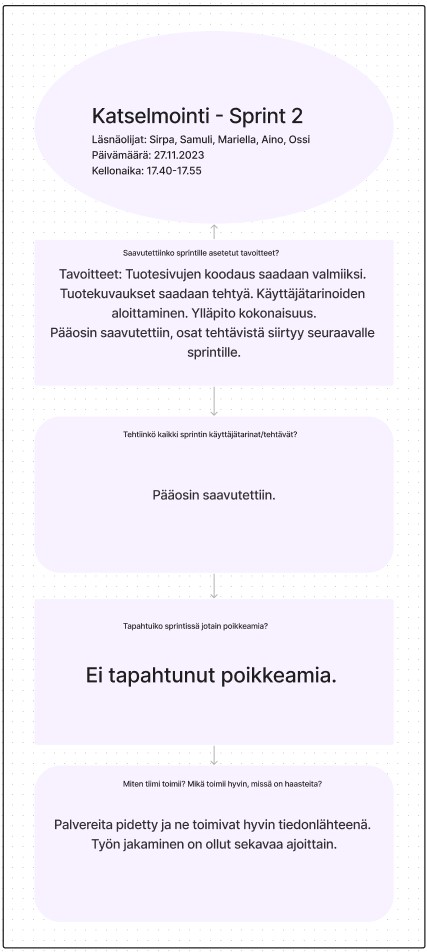 Katselmointi - Sprint 2
Läsnäolijat: Sirpa, Samuli, Mariella, Aino, Ossi
Päivämäärä: 27.11.2023
Kellonaika: 17.40-17.55
Saavutettiinko sprintille asetetut tavoitteet?
Tavoitteet: Tuotesivujen koodaus saadaan valmiiksi.
Tuotekuvaukset saadaan tehtyä. Käyttäjätarinoiden
aloittaminen. Ylläpito kokonaisuus.
Pääosin saavutettiin, osat tehtävistä siirtyy seuraavalle
sprintille.
Tehtiinkö kaikki sprintin käyttäjätarinat/tehtävät?
Pääosin saavutettiin.
Tapahtuiko sprintissä jotain poikkeamia?
Ei tapahtunut poikkeamia.
Miten tiimi toimii? Mikä toimii hyvin, missä on haasteita?
Palvereita pidetty ja ne toimivat hyvin tiedonlähteenä.
Työn jakaminen on ollut sekavaa ajoittain.